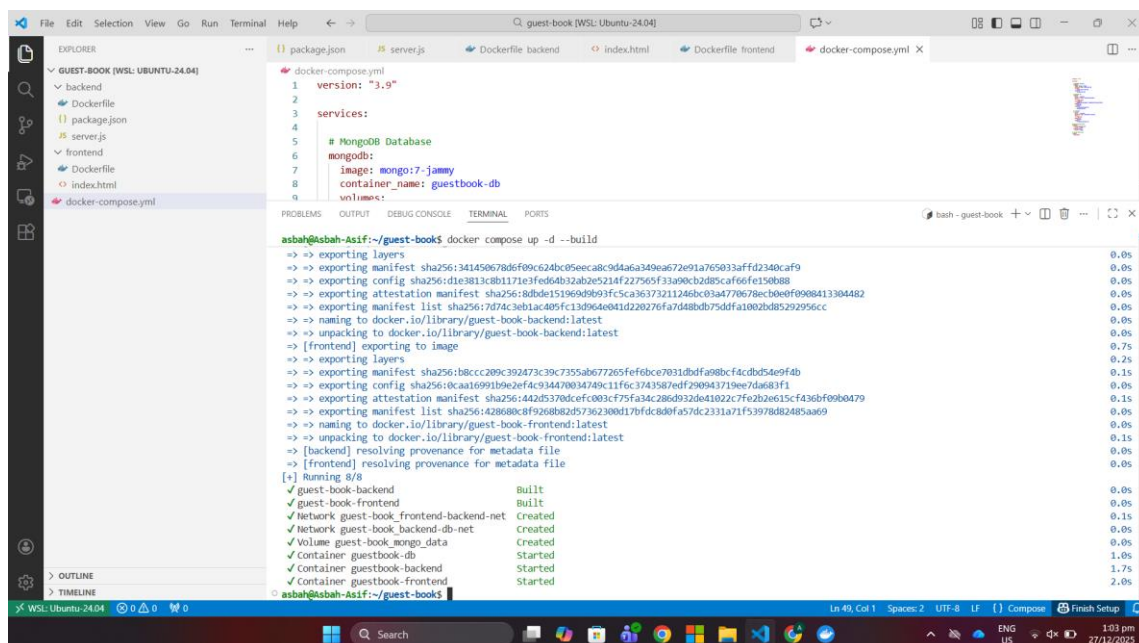 File Edit Selection View Go Run Terminal Help
guest-book [WSL: Ubuntu-24.04]
EXPLORER
GUEST-BOOK [WSL: UBUNTU-24.04]
backend
Dockerfile
{} package.json
JS server.js
frontend
Dockerfile
<> index.html
docker-compose.yml
{} package.json JS server.js Dockerfile backend <> index.html Dockerfile frontend docker-compose.yml
docker-compose.yml
1 version: "3.9"
2
3 services:
4
5 # MongoDB Database
6 mongodb:
7 image: mongo:7-jammy
8 container_name: guestbook-db
9 volumes:
PROBLEMS OUTPUT DEBUG CONSOLE TERMINAL PORTS
bash - guest-book
asbah@Asbah-Asif:~/guest-book$ docker compose up -d --build
=> => exporting layers 0.0s
=> => exporting manifest sha256:341450678d6f09c624bc05eeca8c9d4a6a349ea672e91a765033affd2340caf9 0.0s
=> => exporting config sha256:d1e3813c8b1171e3fed64b32ab2e5214f227565f33a90cb2d85caf66fe150b88 0.0s
=> => exporting attestation manifest sha256:8dbde151969d9b93fc5ca36373211246bc03a4770678ecb0e0f0908413304482 0.0s
=> => exporting manifest list sha256:7d74c3eb1ac405fc13d964e041d220276fa7d48bdb75ddfa1002bd85292956cc 0.0s
=> => naming to docker.io/library/guest-book-backend:latest 0.0s
=> => unpacking to docker.io/library/guest-book-backend:latest 0.0s
=> [frontend] exporting to image 0.7s
=> => exporting layers 0.2s
=> => exporting manifest sha256:b8ccc209c392473c39c7355ab677265fef6bce7031dbdfa98bcf4cdbd54e9f4b 0.1s
=> => exporting config sha256:0caa16991b9e2ef4c934470034749c11f6c3743587edf290943719ee7da683f1 0.0s
=> => exporting attestation manifest sha256:442d5370dcefc003cf75fa34c286d932de41022c7fe2b2e615cf436bf09b0479 0.1s
=> => exporting manifest list sha256:428680c8f9268b82d57362300d17bfdc8d0fa57dc2331a71f53978d82485aa69 0.0s
=> => naming to docker.io/library/guest-book-frontend:latest 0.0s
=> => unpacking to docker.io/library/guest-book-frontend:latest 0.1s
=> [backend] resolving provenance for metadata file 0.0s
=> [frontend] resolving provenance for metadata file 0.0s
[+] Running 8/8
✓ guest-book-backend Built 0.0s
✓ guest-book-frontend Built 0.0s
✓ Network guest-book_frontend-backend-net Created 0.1s
✓ Network guest-book_backend-db-net Created 0.0s
✓ Volume guest-book_mongo_data Created 0.0s
✓ Container guestbook-db Started 1.0s
✓ Container guestbook-backend Started 1.7s
✓ Container guestbook-frontend Started 2.0s
asbah@Asbah-Asif:~/guest-book$
OUTLINE
TIMELINE
WSL: Ubuntu-24.04 0 0 0 Ln 49, Col 1 Spaces: 2 UTF-8 LF {} Compose Finish Setup
Search
ENG
US
1:03 pm
27/12/2025